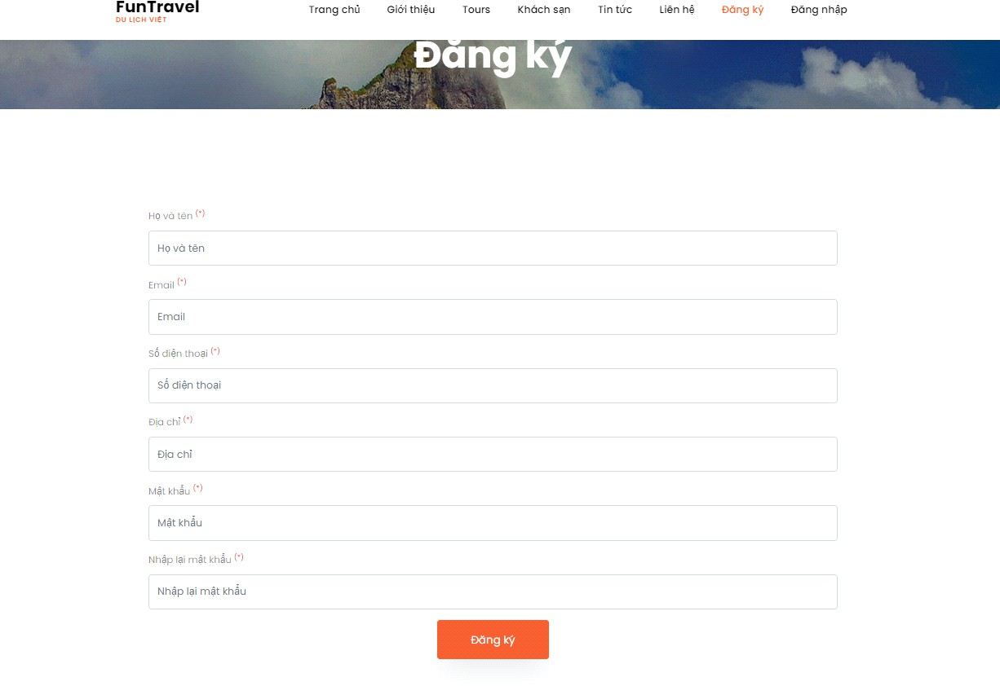 FunTravel
DU LỊCH VIỆT
Trang chủ Giới thiệu Tours Khách sạn Tin tức Liên hệ Đăng ký Đăng nhập
Đăng ký
Họ và tên (*)
Họ và tên
Email (*)
Email
Số điện thoại (*)
Số điện thoại
Địa chỉ (*)
Địa chỉ
Mật khẩu (*)
Mật khẩu
Nhập lại mật khẩu (*)
Nhập lại mật khẩu
Đăng ký